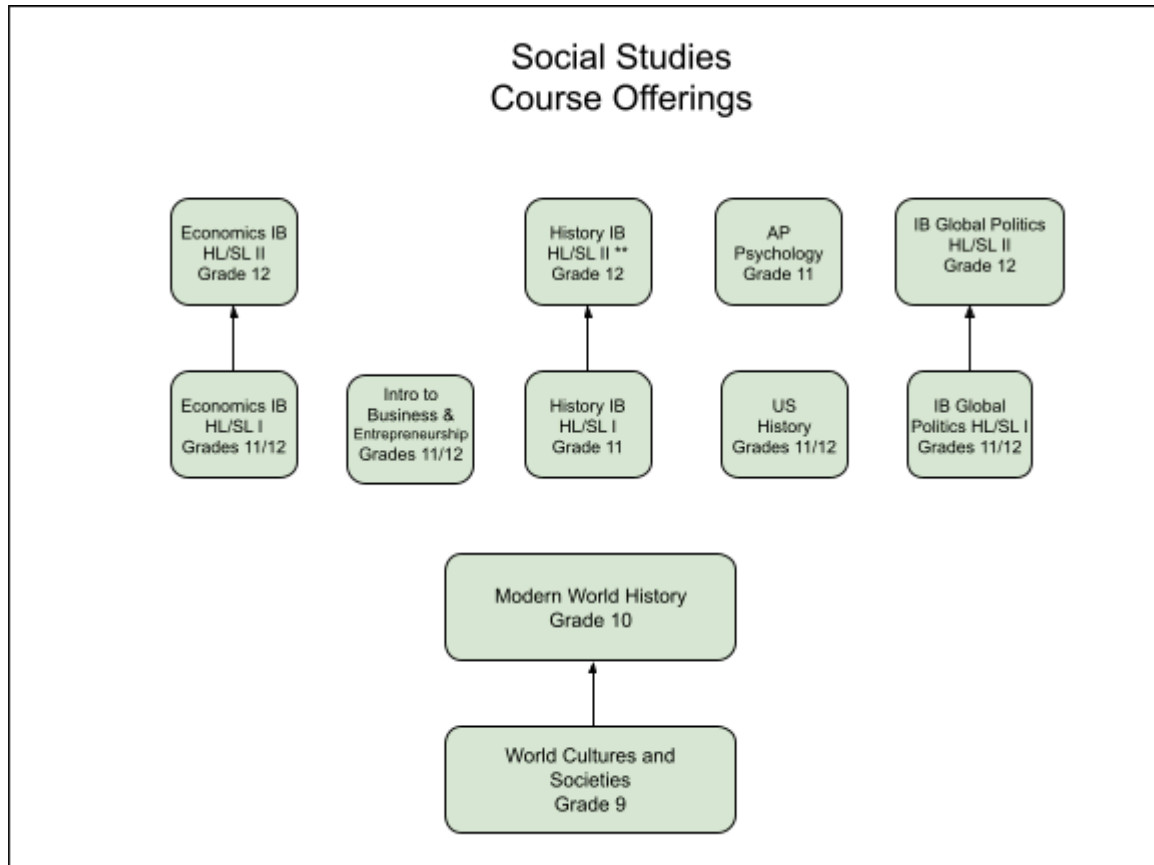 Social Studies
Course Offerings
Economics IB
HL/SL II
Grade 12
History IB
HL/SL II **
Grade 12
AP
Psychology
Grade 11
IB Global Politics
HL/SL II
Grade 12
Economics IB
HL/SL I
Grades 11/12
Intro to
Business &
Entrepreneurship
Grades 11/12
History IB
HL/SL I
Grade 11
US
History
Grades 11/12
IB Global
Politics HL/SL I
Grades 11/12
Modern World History
Grade 10
World Cultures and
Societies
Grade 9